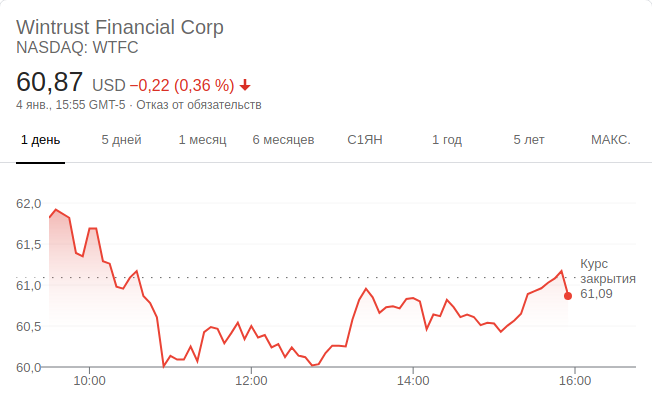 Wintrust Financial Corp
NASDAQ: WTFC
60,87 USD −0,22 (0,36 %)
4 янв., 15:55 GMT-5 · Отказ от обязательств
1 день 5 дней 1 месяц 6 месяцев С1ЯН 1 год 5 лет МАКС.
62,0
61,5
61,0
60,5
60,0
Курс
закрытия
61,09
10:00 12:00 14:00 16:00